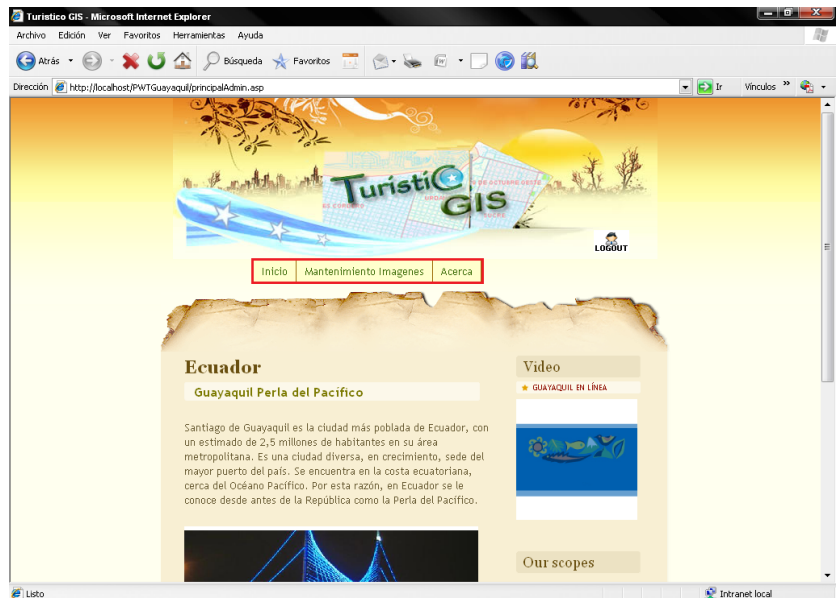 Turistico GIS - Microsoft Internet Explorer
Archivo Edición Ver Favoritos Herramientas Ayuda
Atrás Búsqueda Favoritos
Dirección http://localhost/PWTGuayaquil/principalAdmin.asp Ir Vínculos »
Turístic@
GIS
LOGOUT
Inicio Mantenimiento Imagenes Acerca
Ecuador
Guayaquil Perla del Pacífico
Santiago de Guayaquil es la ciudad más poblada de Ecuador, con
un estimado de 2,5 millones de habitantes en su área
metropolitana. Es una ciudad diversa, en crecimiento, sede del
mayor puerto del país. Se encuentra en la costa ecuatoriana,
cerca del Océano Pacífico. Por esta razón, en Ecuador se le
conoce desde antes de la República como la Perla del Pacífico.
Video
GUAYAQUIL EN LÍNEA
Our scopes
Listo Intranet local